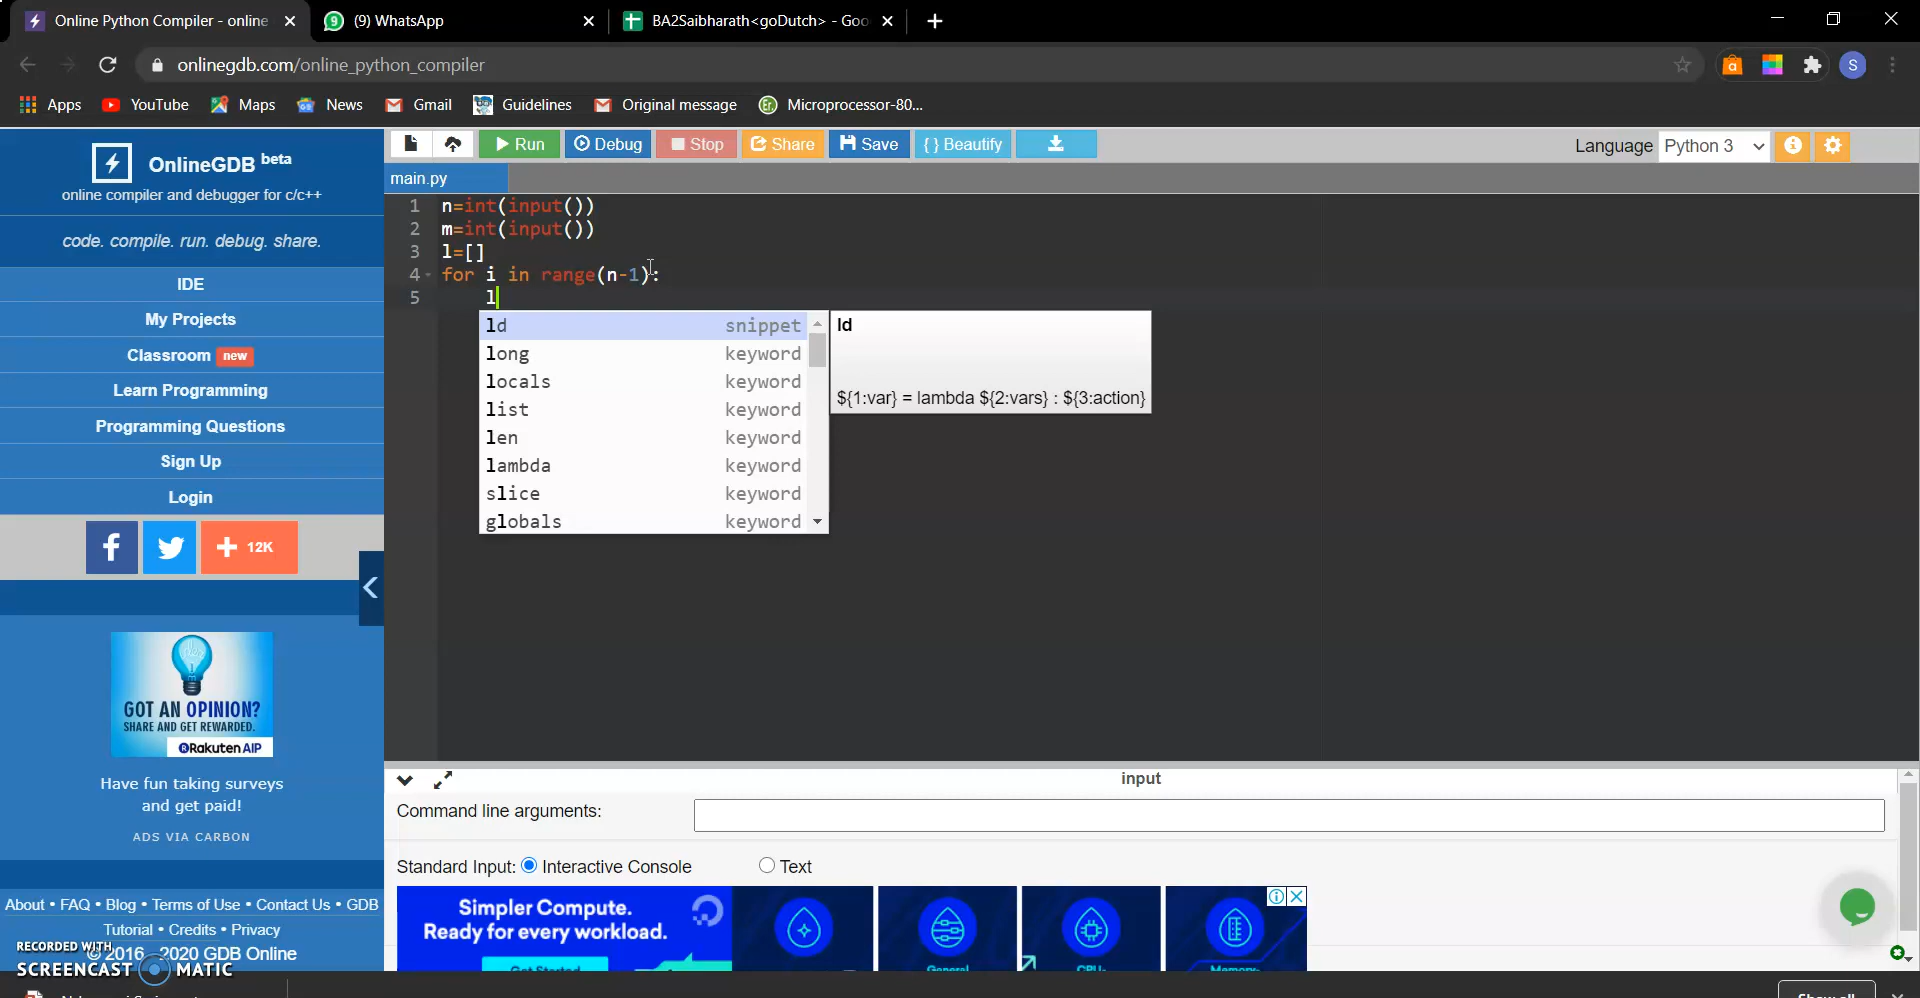 Online Python Compiler - online
(9) WhatsApp
BA2Saibharath<goDutch> - Goo
onlinegdb.com/online_python_compiler
S
Apps
YouTube
Maps
News
Gmail
Guidelines
Original message
Microprocessor-80...
OnlineGDB beta
online compiler and debugger for c/c++
code. compile. run. debug. share.
IDE
My Projects
Classroom new
Learn Programming
Programming Questions
Sign Up
Login
12K
GOT AN OPINION?
SHARE AND GET REWARDED.
Rakuten AIP
Have fun taking surveys
and get paid!
ADS VIA CARBON
About • FAQ • Blog • Terms of Use • Contact Us • GDB
Tutorial • Credits • Privacy
© 2016 - 2020 GDB Online
RECORDED WITH
SCREENCAST MATIC
Run
Debug
Stop
Share
Save
{ } Beautify
Language Python 3
main.py
1 n=int(input())
2 m=int(input())
3 l=[]
4 for i in range(n-1):
5 l
ld snippet
long keyword
locals keyword
list keyword
len keyword
lambda keyword
slice keyword
globals keyword
ld
${1:var} = lambda ${2:vars} : ${3:action}
input
Command line arguments:
Standard Input: Interactive Console Text
Simpler Compute.
Ready for every workload.
Get Started
General
CPU-
Memory-
Show all